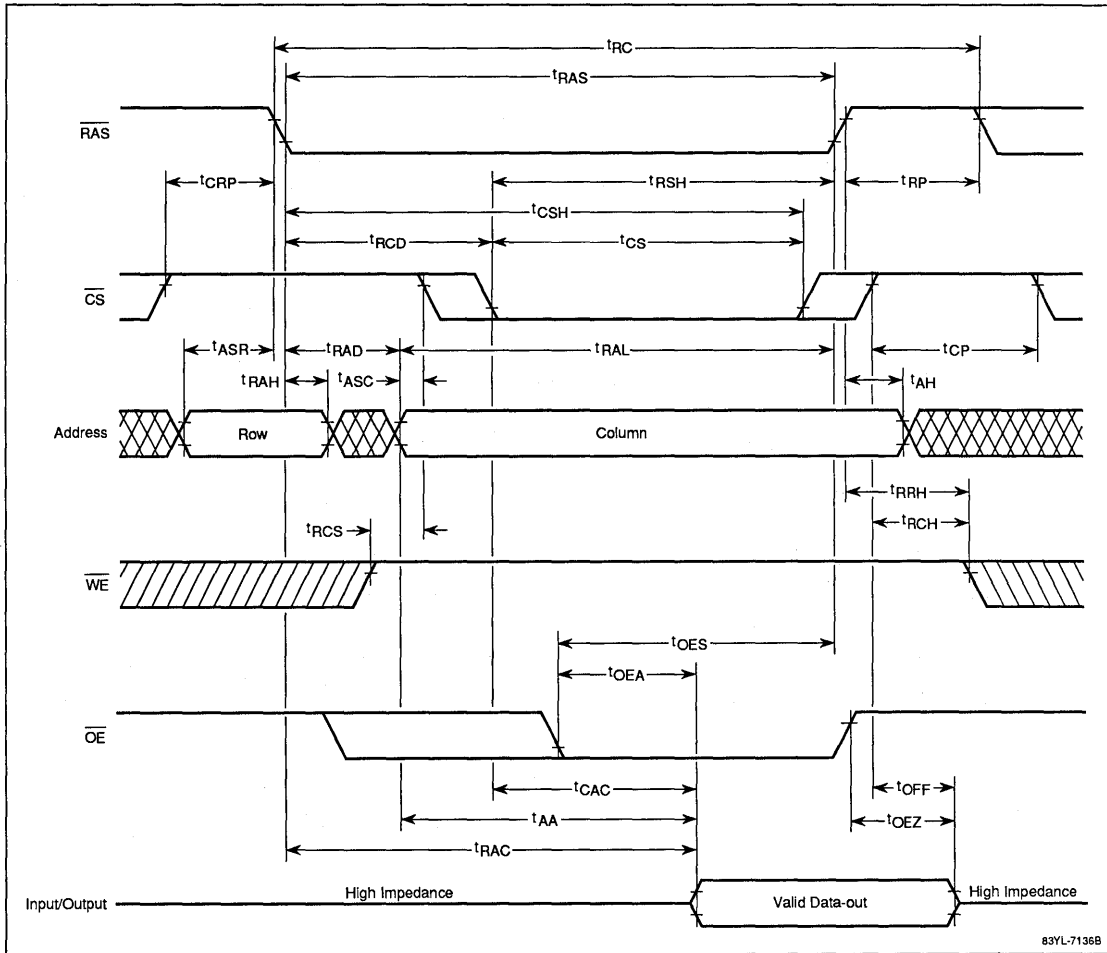 tRC
tRAS
RAS
tCRP
tRSH
tRP
tCSH
tRCD
tCS
CS
tASR
tRAD
tRAL
tCP
tRAH
tASC
tAH
Address
Row
Column
tRRH
tRCS
tRCH
WE
tOES
tOEA
OE
tCAC
tOFF
tAA
tOEZ
tRAC
High Impedance
High Impedance
Input/Output
Valid Data-out
83YL-7136B